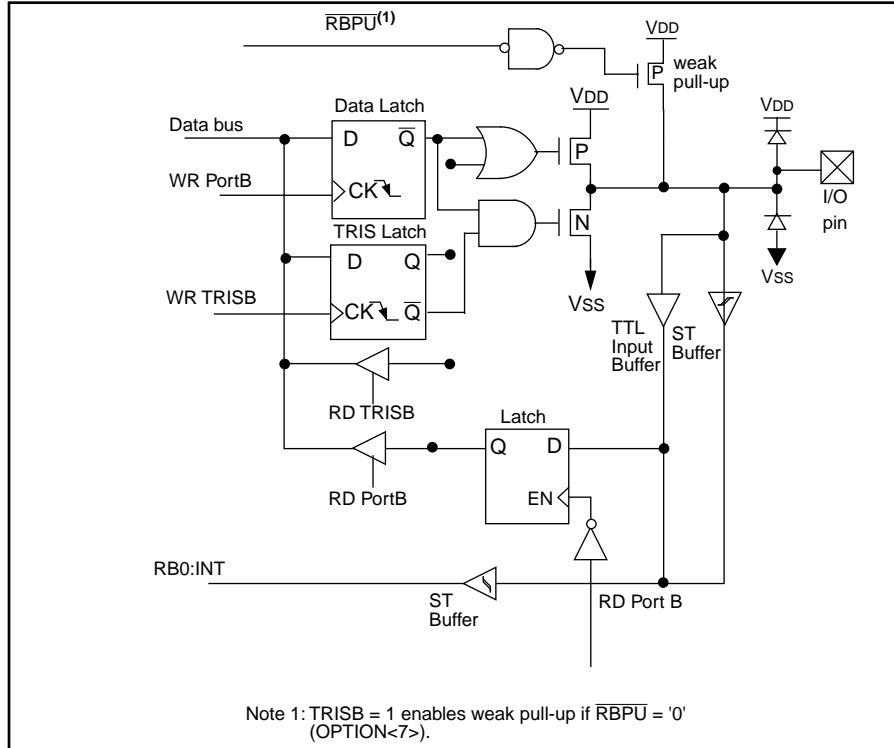 R̅B̅P̅U̅(1)
VDD
P
weak
pull-up
VDD
VDD
Data Latch
Data bus
D
Q̅
P
WR PortB
CK
I/O
pin
N
TRIS Latch
D
Q
VSS
WR TRISB
CK
Q̅
VSS
TTL
Input
Buffer
ST
Buffer
RD TRISB
Latch
Q
D
RD PortB
EN
RB0:INT
ST
Buffer
RD Port B
Note 1: TRISB = 1 enables weak pull-up if R̅B̅P̅U̅ = '0'
(OPTION<7>).